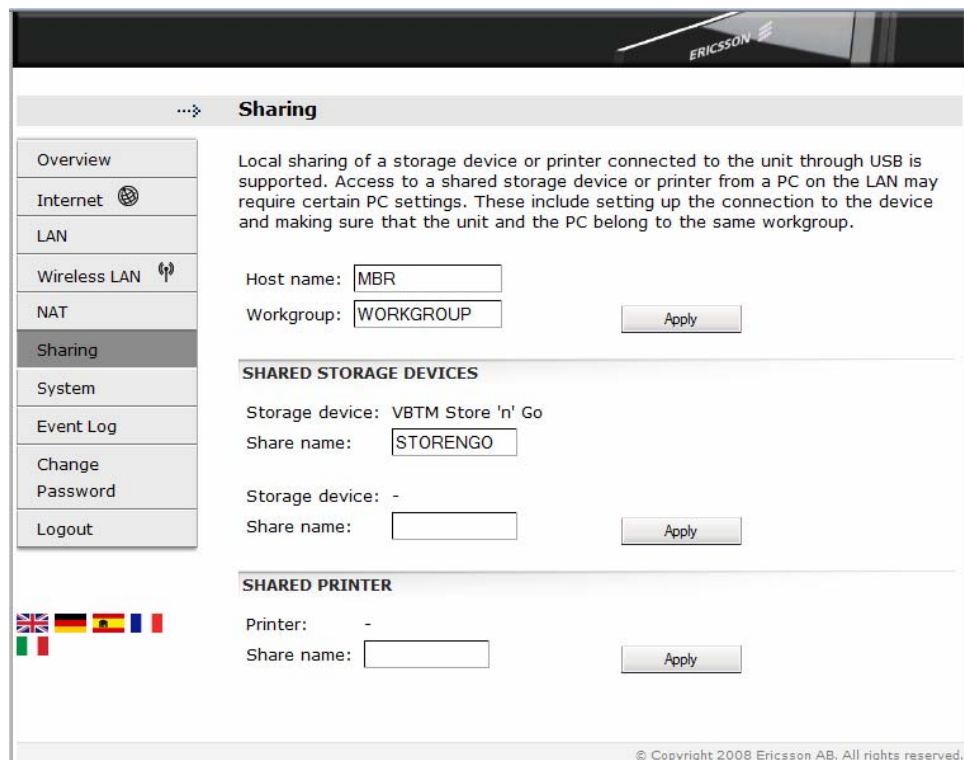 ERICSSON
Sharing
Overview
Internet
LAN
Wireless LAN
NAT
Sharing
System
Event Log
Change
Password
Logout
Local sharing of a storage device or printer connected to the unit through USB is
supported. Access to a shared storage device or printer from a PC on the LAN may
require certain PC settings. These include setting up the connection to the device
and making sure that the unit and the PC belong to the same workgroup.
Host name: MBR
Workgroup: WORKGROUP Apply
SHARED STORAGE DEVICES
Storage device: VBTM Store 'n' Go
Share name: STORENGO
Storage device: -
Share name: Apply
SHARED PRINTER
Printer: -
Share name: Apply
© Copyright 2008 Ericsson AB. All rights reserved.